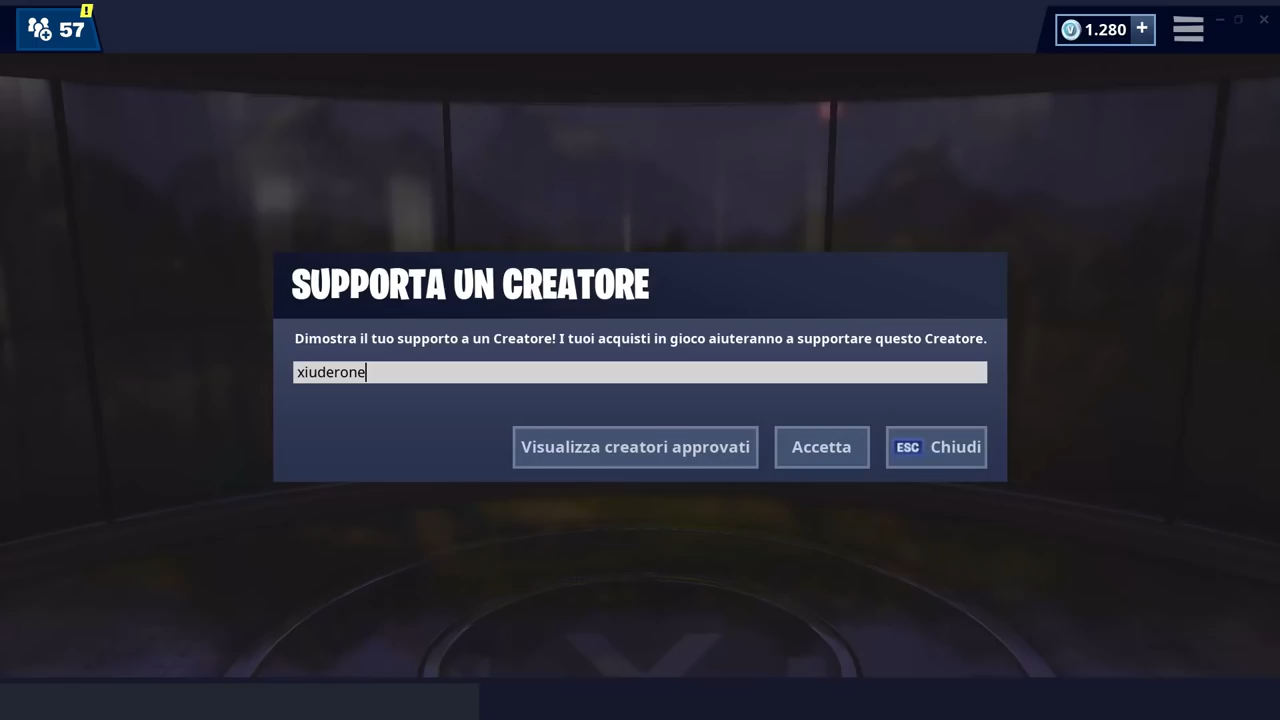 57
!
1.280 +
SUPPORTA UN CREATORE
Dimostra il tuo supporto a un Creatore! I tuoi acquisti in gioco aiuteranno a supportare questo Creatore.
xiuderone
Visualizza creatori approvati
Accetta
ESC Chiudi